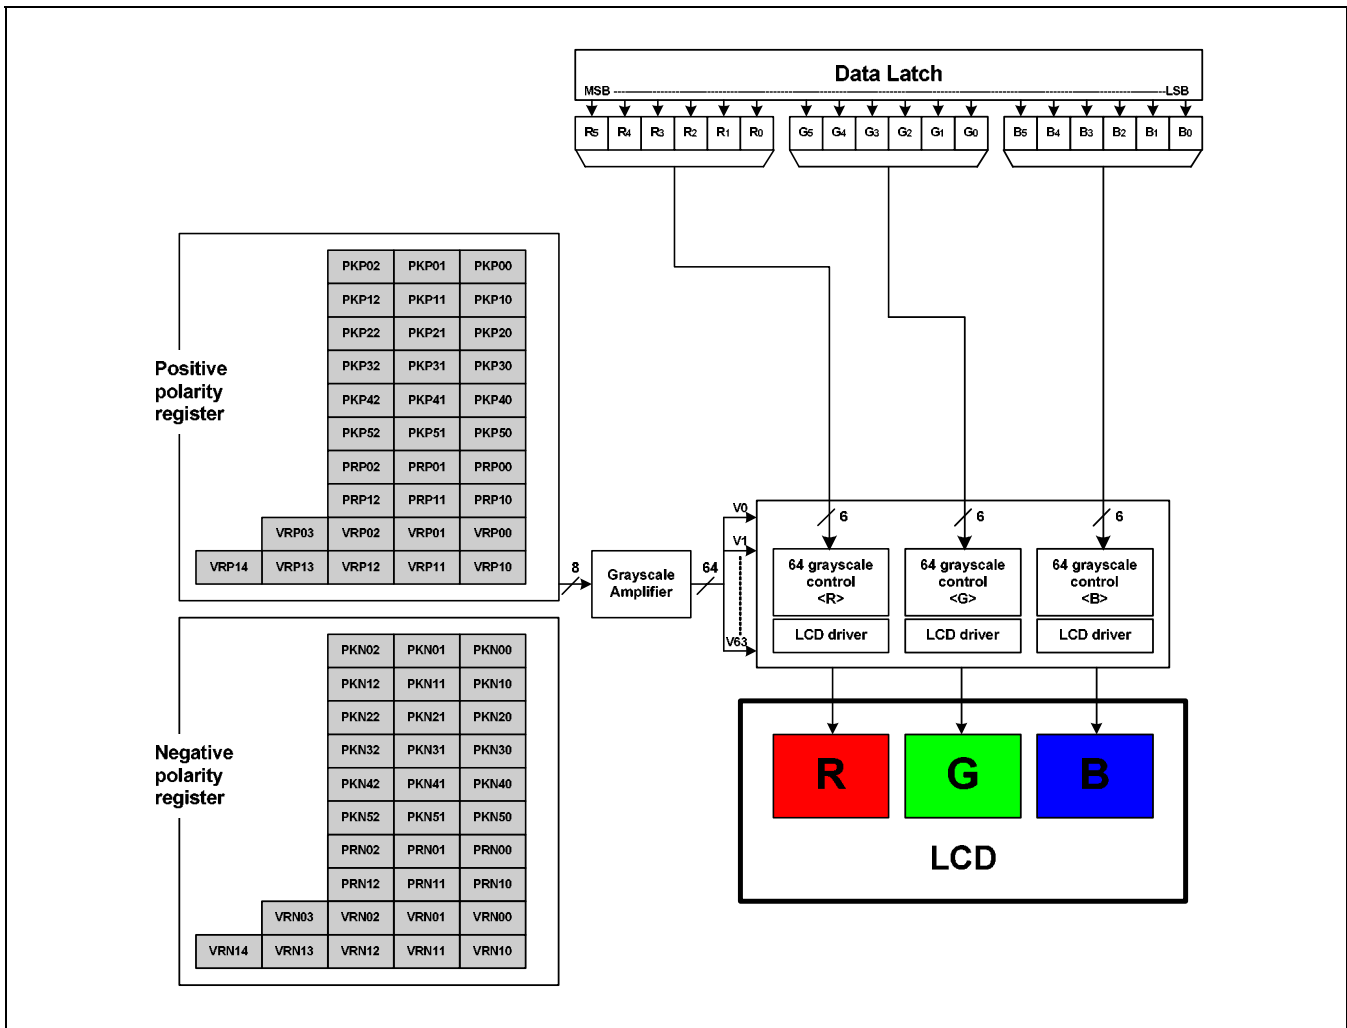 Data Latch
MSB LSB
R5 R4 R3 R2 R1 R0 G5 G4 G3 G2 G1 G0 B5 B4 B3 B2 B1 B0
Positive
polarity
register
PKP02 PKP01 PKP00
PKP12 PKP11 PKP10
PKP22 PKP21 PKP20
PKP32 PKP31 PKP30
PKP42 PKP41 PKP40
PKP52 PKP51 PKP50
PRP02 PRP01 PRP00
PRP12 PRP11 PRP10
VRP03 VRP02 VRP01 VRP00
VRP14 VRP13 VRP12 VRP11 VRP10
8
Grayscale
Amplifier
64
V0
V1
V63
6 6 6
64 grayscale
control
<R>
LCD driver
64 grayscale
control
<G>
LCD driver
64 grayscale
control
<B>
LCD driver
Negative
polarity
register
PKN02 PKN01 PKN00
PKN12 PKN11 PKN10
PKN22 PKN21 PKN20
PKN32 PKN31 PKN30
PKN42 PKN41 PKN40
PKN52 PKN51 PKN50
PRN02 PRN01 PRN00
PRN12 PRN11 PRN10
VRN03 VRN02 VRN01 VRN00
VRN14 VRN13 VRN12 VRN11 VRN10
R G B
LCD